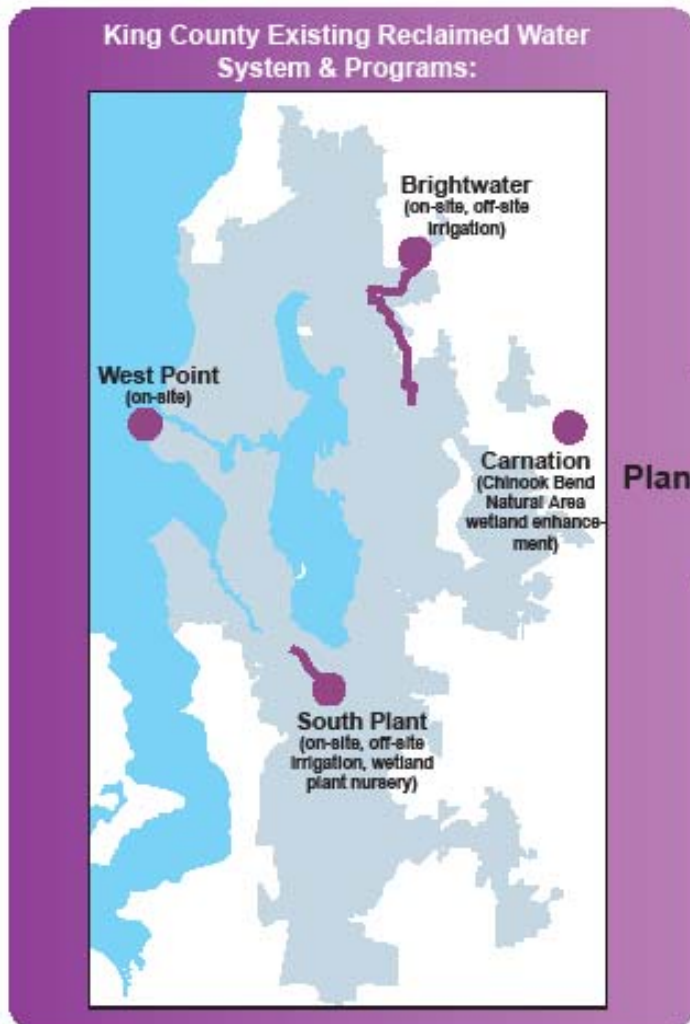 King County Existing Reclaimed Water
System & Programs:
Brightwater
(on-site, off-site
irrigation)
West Point
(on-site)
Carnation
(Chinook Bend
Natural Area
wetland enhance-
ment)
Plan
South Plant
(on-site, off-site
irrigation, wetland
plant nursery)